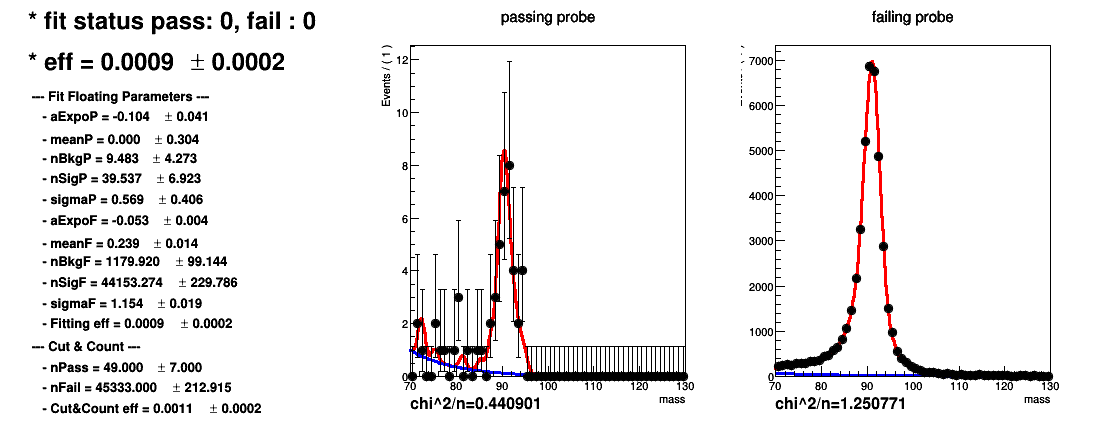 * fit status pass: 0, fail : 0
* eff = 0.0009 ± 0.0002
--- Fit Floating Parameters ---
- aExpoP = -0.104 ± 0.041
- meanP = 0.000 ± 0.304
- nBkgP = 9.483 ± 4.273
- nSigP = 39.537 ± 6.923
- sigmaP = 0.569 ± 0.406
- aExpoF = -0.053 ± 0.004
- meanF = 0.239 ± 0.014
- nBkgF = 1179.920 ± 99.144
- nSigF = 44153.274 ± 229.786
- sigmaF = 1.154 ± 0.019
- Fitting eff = 0.0009 ± 0.0002
--- Cut & Count ---
- nPass = 49.000 ± 7.000
- nFail = 45333.000 ± 212.915
- Cut&Count eff = 0.0011 ± 0.0002
passing probe
Events / ( 1 )
12
10
8
6
4
2
0
70 80 90 100 110 120 130
mass
chi^2/n=0.440901
failing probe
7000
6000
5000
4000
3000
2000
1000
0
70 80 90 100 110 120 130
mass
chi^2/n=1.250771